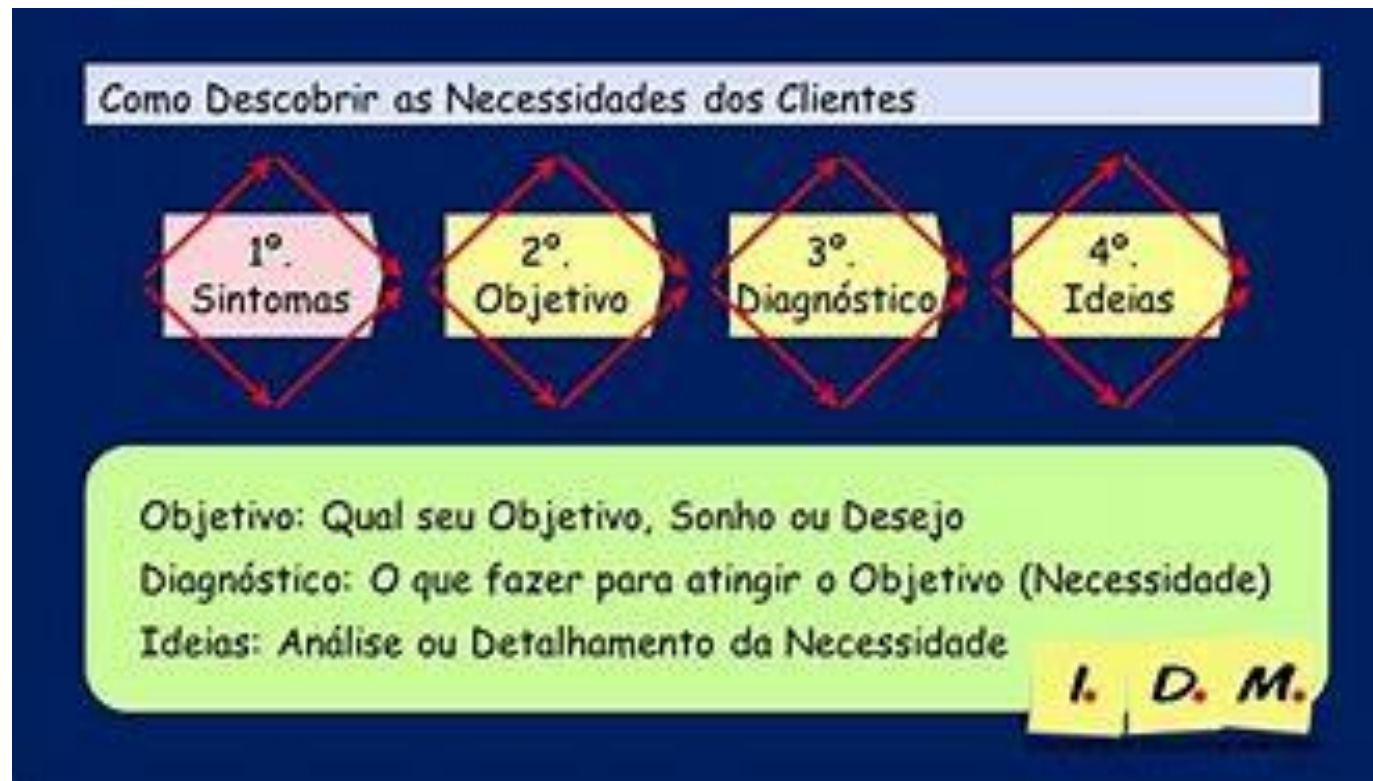 Como Descobrir as Necessidades dos Clientes
1º.
Sintomas
2º.
Objetivo
3º.
Diagnóstico
4º.
Ideias
Objetivo: Qual seu Objetivo, Sonho ou Desejo
Diagnóstico: O que fazer para atingir o Objetivo (Necessidade)
Ideias: Análise ou Detalhamento da Necessidade
I. D. M.